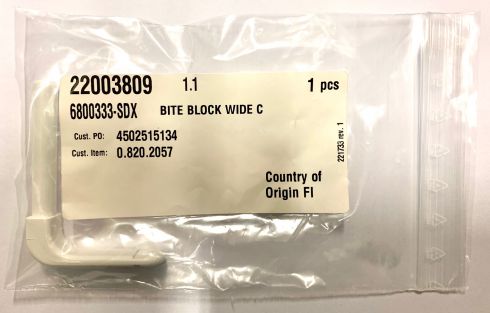 22003809 1.1 1 pcs
6800333-SDX BITE BLOCK WIDE C
Cust. PO: 4502515134
Cust. Item: 0.820.2057
Country of
Origin FI
221733 rev. 1